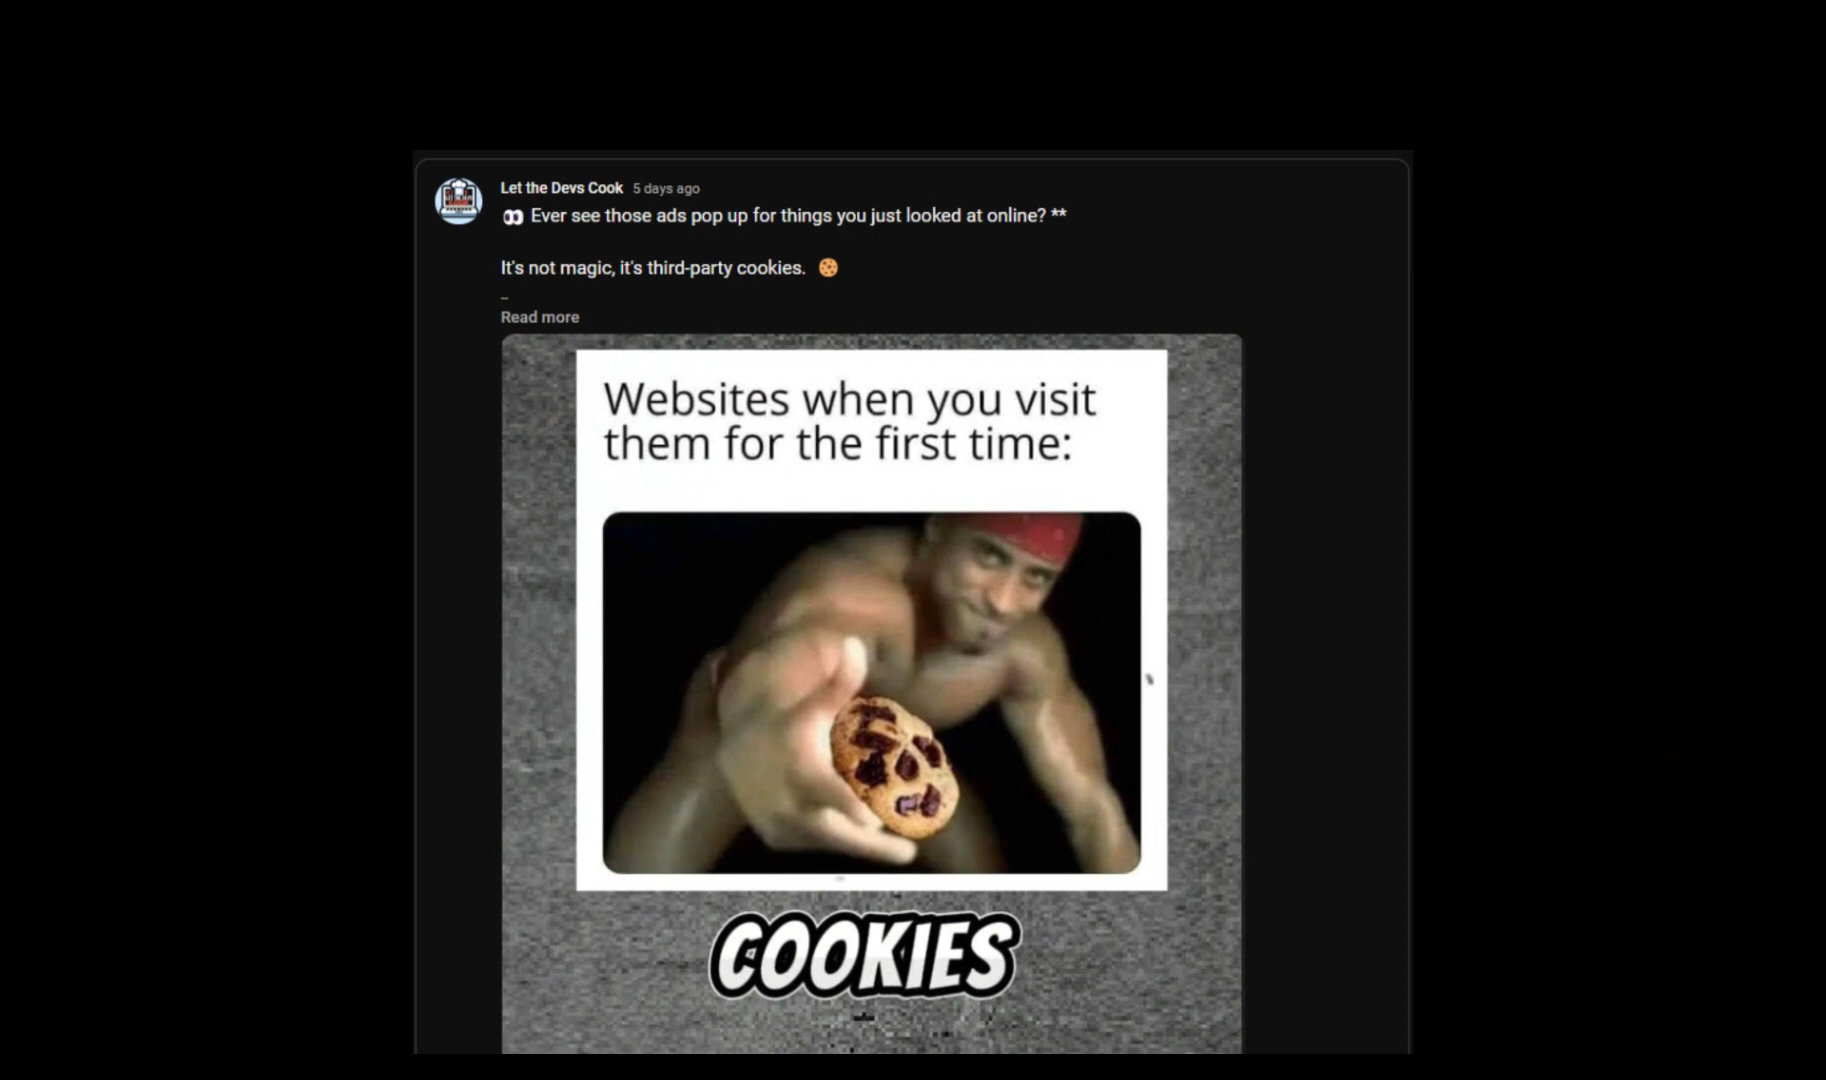 Let the Devs Cook 5 days ago
👀 Ever see those ads pop up for things you just looked at online? **
It's not magic, it's third-party cookies. 🍪
–
Read more
Websites when you visit
them for the first time:
COOKIES